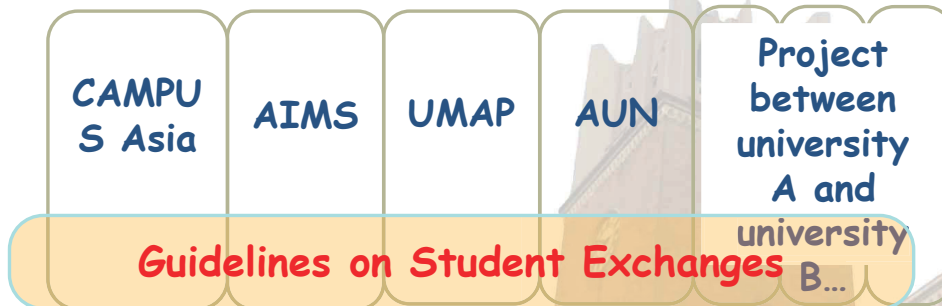 CAMPU
S Asia
AIMS
UMAP
AUN
Project
between
university
A and
university
B...
Guidelines on Student Exchanges